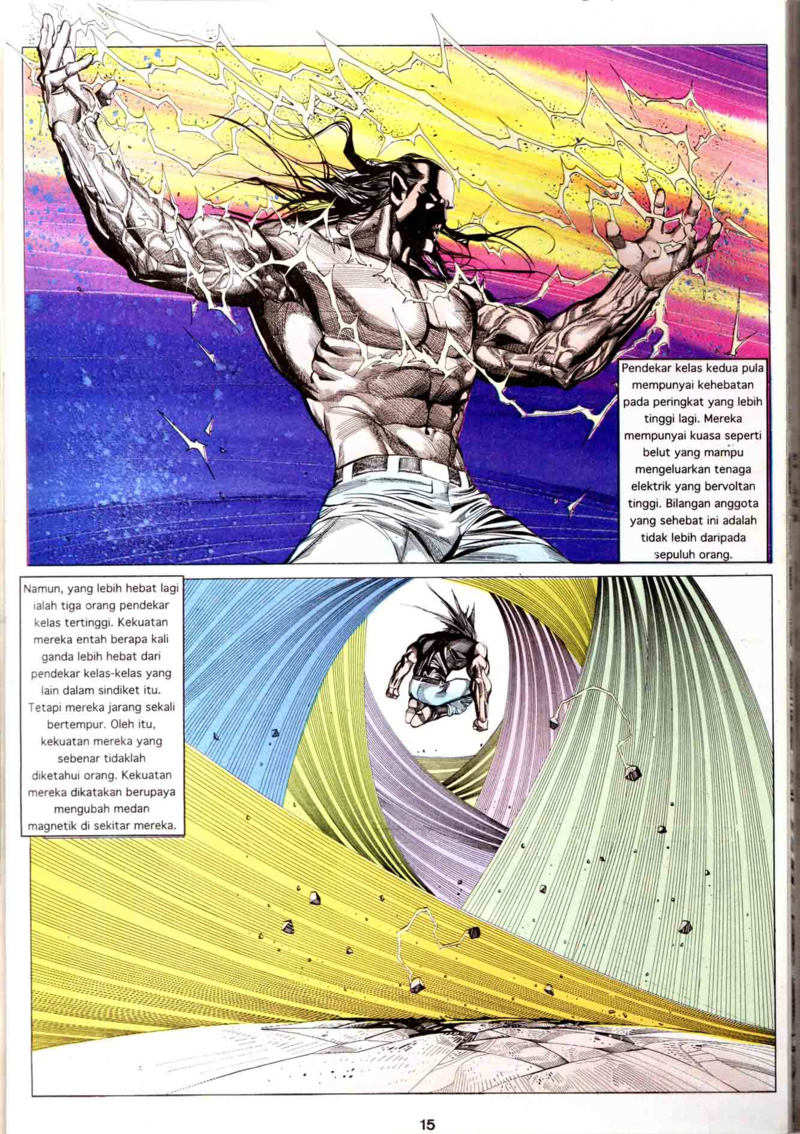 Pendekar kelas kedua pula
mempunyai kehebatan
pada peringkat yang lebih
tinggi lagi. Mereka
mempunyai kuasa seperti
belut yang mampu
mengeluarkan tenaga
elektrik yang bervoltan
tinggi. Bilangan anggota
yang sehebat ini adalah
tidak lebih daripada
sepuluh orang.
Namun, yang lebih hebat lagi
ialah tiga orang pendekar
kelas tertinggi. Kekuatan
mereka entah berapa kali
ganda lebih hebat dari
pendekar kelas-kelas yang
lain dalam sindiket itu.
Tetapi mereka jarang sekali
bertempur. Oleh itu,
kekuatan mereka yang
sebenar tidaklah
diketahui orang. Kekuatan
mereka dikatakan berupaya
mengubah medan
magnetik di sekitar mereka.
15